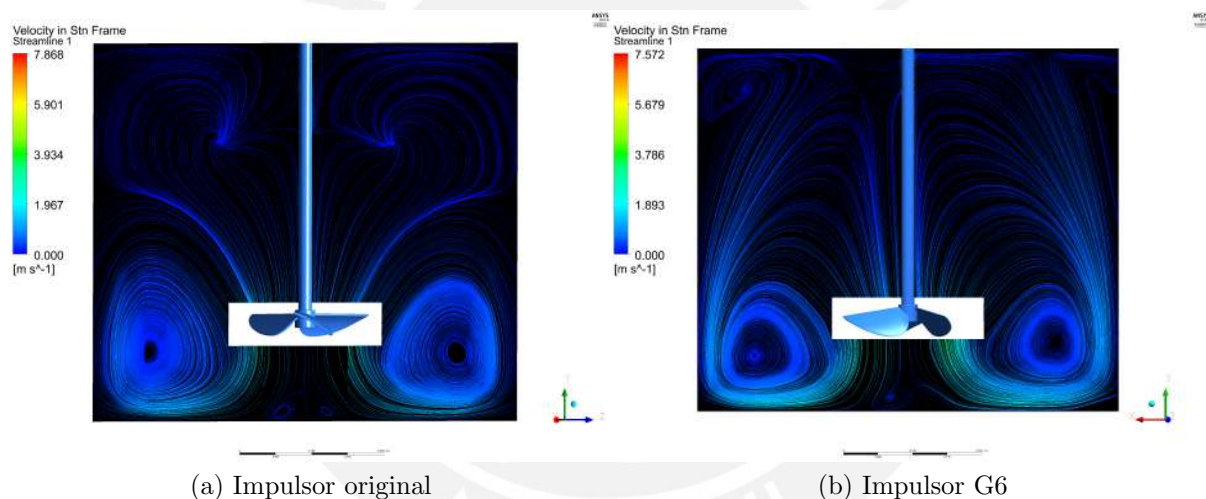 ANSYS
Velocity in Stn Frame
Streamline 1
7.868
5.901
3.934
1.967
0.000
[m s^-1]
Y
Z
(a) Impulsor original
ANSYS
Velocity in Stn Frame
Streamline 1
7.572
5.679
3.786
1.893
0.000
[m s^-1]
(b) Impulsor G6